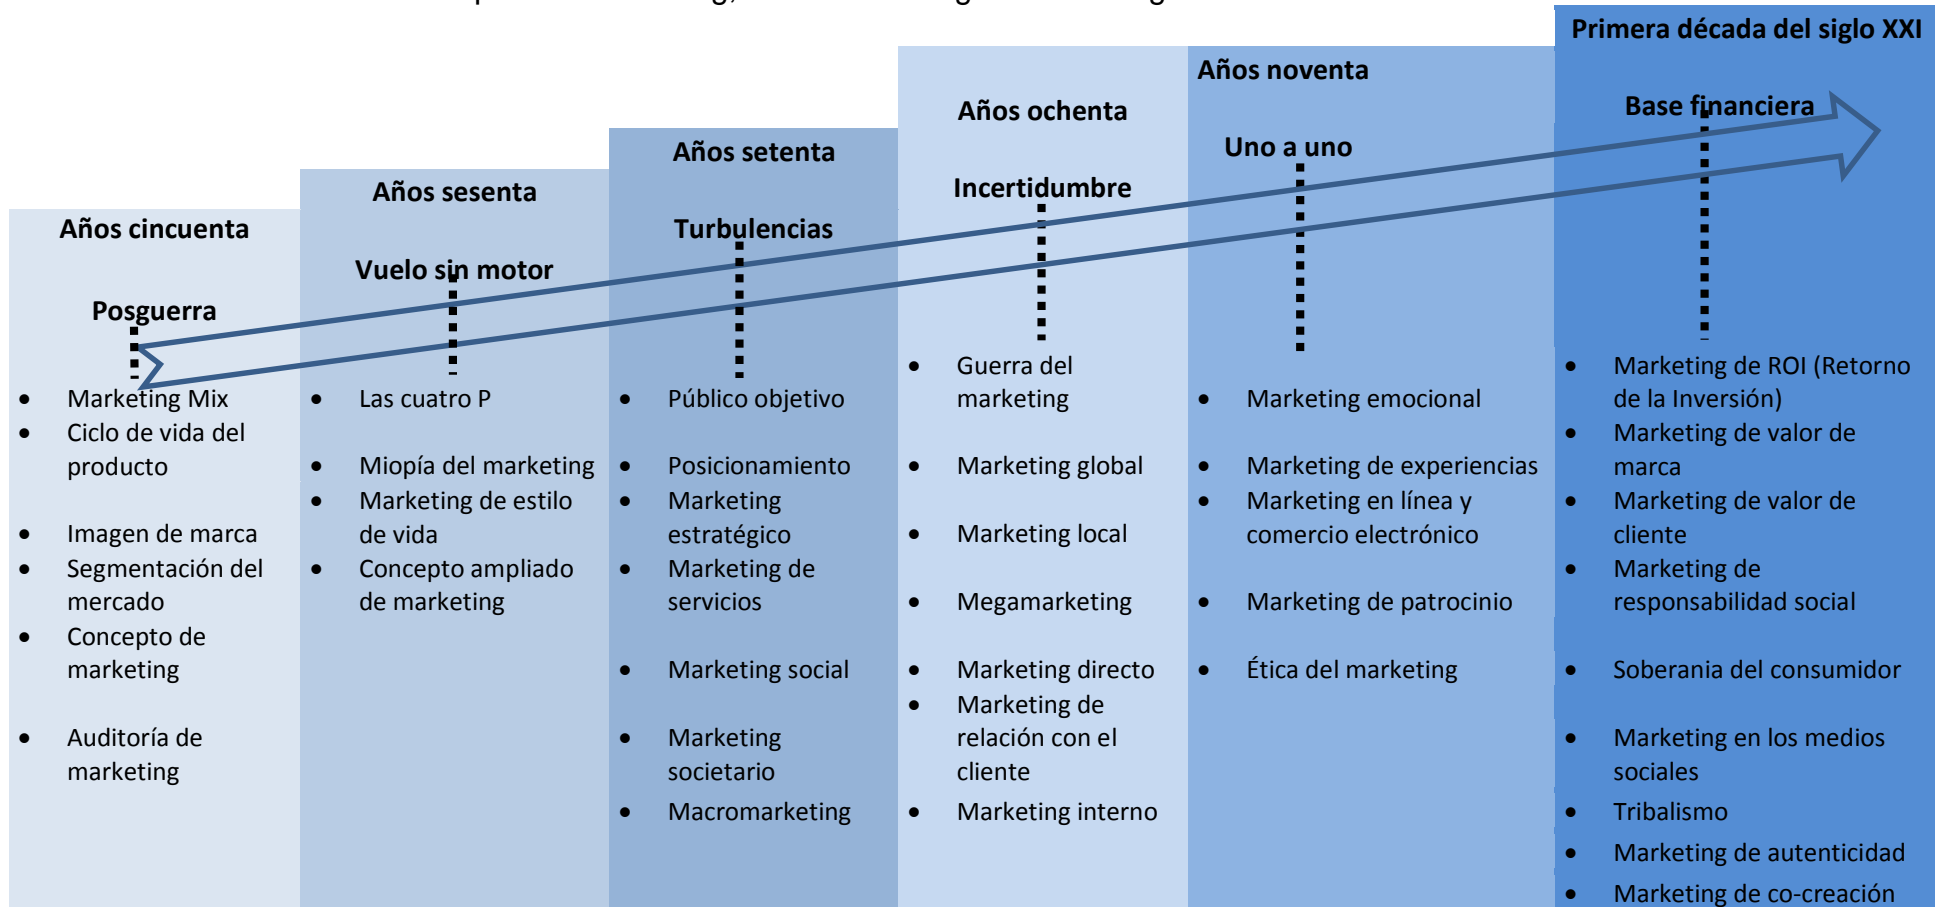 Primera década del siglo XXI
Años noventa
Base financiera
Años ochenta
Uno a uno
Años setenta
Incertidumbre
Años sesenta
Turbulencias
Años cincuenta
Vuelo sin motor
Posguerra
Marketing Mix
Ciclo de vida del
producto
Imagen de marca
Segmentación del
mercado
Concepto de
marketing
Auditoría de
marketing
Las cuatro P
Miopía del marketing
Marketing de estilo
de vida
Concepto ampliado
de marketing
Público objetivo
Posicionamiento
Marketing
estratégico
Marketing de
servicios
Marketing social
Marketing
societario
Macromarketing
Guerra del
marketing
Marketing global
Marketing local
Megamarketing
Marketing directo
Marketing de
relación con el
cliente
Marketing interno
Marketing emocional
Marketing de experiencias
Marketing en línea y
comercio electrónico
Marketing de patrocinio
Ética del marketing
Marketing de ROI (Retorno
de la Inversión)
Marketing de valor de
marca
Marketing de valor de
cliente
Marketing de
responsabilidad social
Soberania del consumidor
Marketing en los medios
sociales
Tribalismo
Marketing de autenticidad
Marketing de co-creación